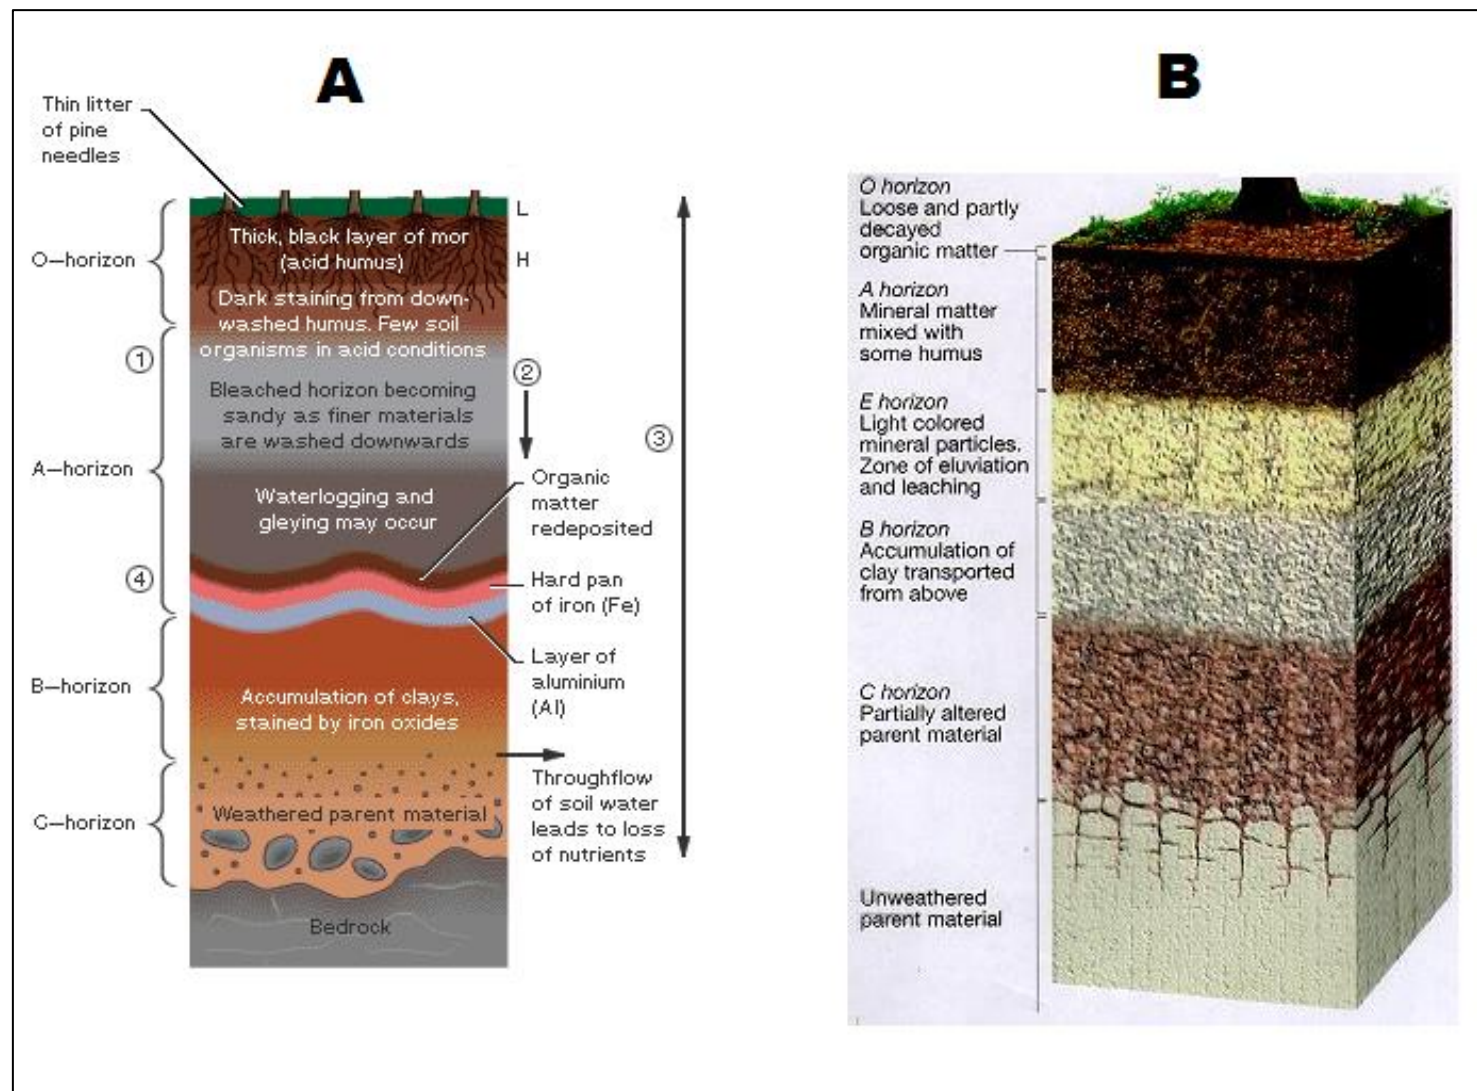 A
Thin litter
of pine
needles
O-horizon
1
A-horizon
4
B-horizon
C-horizon
Thick, black layer of mor
(acid humus)
Dark staining from down-
washed humus. Few soil
organisms in acid conditions
Bleached horizon becoming
sandy as finer materials
are washed downwards
Waterlogging and
gleying may occur
Accumulation of clays,
stained by iron oxides
Weathered parent material
Bedrock
L
H
2
3
Organic
matter
redeposited
Hard pan
of iron (Fe)
Layer of
aluminium
(Al)
Throughflow
of soil water
leads to loss
of nutrients
B
O horizon
Loose and partly
decayed
organic matter
A horizon
Mineral matter
mixed with
some humus
E horizon
Light colored
mineral particles.
Zone of eluviation
and leaching
B horizon
Accumulation of
clay transported
from above
C horizon
Partially altered
parent material
Unweathered
parent material